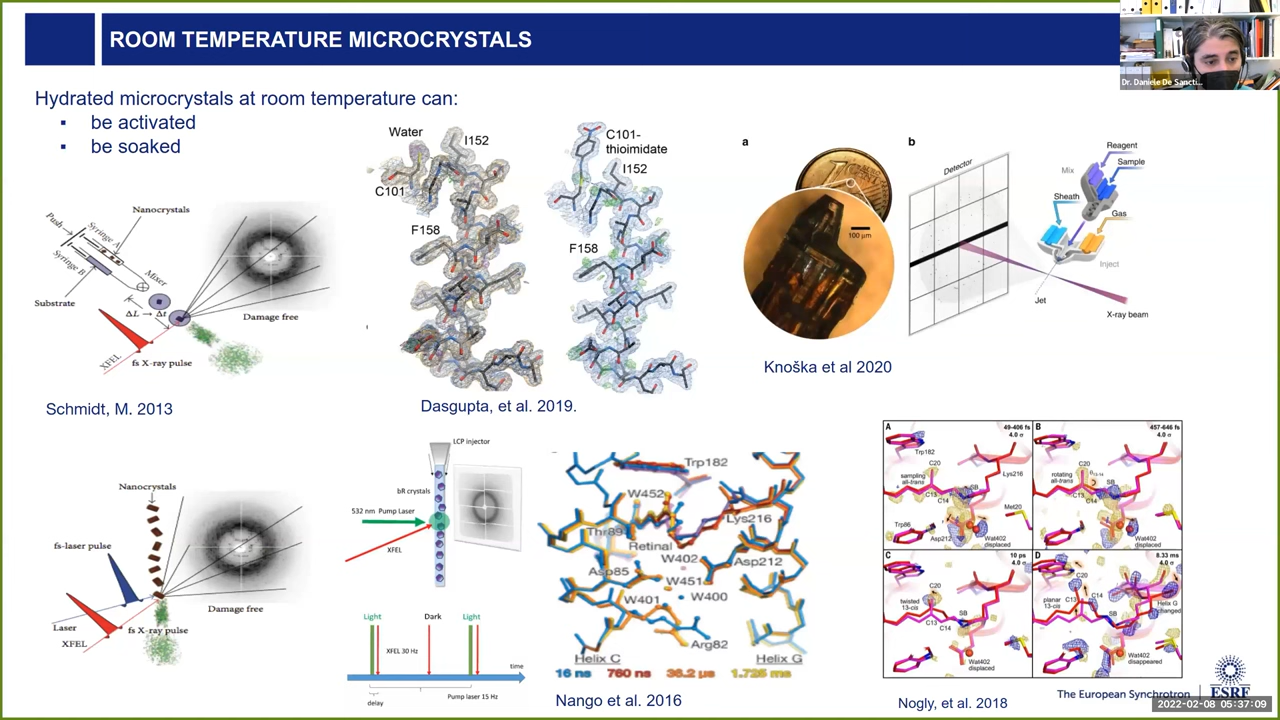 ROOM TEMPERATURE MICROCRYSTALS
Dr. Daniele De Sancti...
Hydrated microcrystals at room temperature can:
▪ be activated
▪ be soaked
Nanocrystals
Push
Syringe A
Syringe B
Mixer
Substrate
ΔL → Δt
Damage free
XFEL
fs X-ray pulse
Schmidt, M. 2013
Water
I152
C101
F158
C101-
thioimidate
I152
F158
Dasgupta, et al. 2019.
a
100 µm
b
Detector
Reagent
Sample
Mix
Sheath
Gas
Inject
Jet
X-ray beam
Knoška et al 2020
Nanocrystals
fs-laser pulse
Damage free
Laser
XFEL
fs X-ray pulse
LCP injector
bR crystals
532 nm Pump Laser
XFEL
Light
Dark
Light
XFEL 30 Hz
time
Pump laser 15 Hz
delay
Trp182
W452
Lys216
Thr89
Retinal
W402
Asp212
Asp85
W451
W401
W400
Arg82
Helix C
Helix G
16 ns 760 ns 36.2 µs 1.725 ms
Nango et al. 2016
A
49-406 fs
4.0 σ
Trp182
C20
Lys216
sampling
all-trans
C13
C14
SB
Met20
Trp86
Asp212
Wat402
displaced
B
457-646 fs
4.0 σ
C20
rotating
all-trans
C13
C14
SB
Wat402
displaced
C
10 ps
4.0 σ
C20
twisted
13-cis
C13
C14
SB
Wat402
displaced
D
8.33 ms
4.0 σ
C20
planar
13-cis
C13
C14
SB
Helix G
changed
Wat402
disappeared
Nogly, et al. 2018
The European Synchrotron
ESRF
2022-02-08 05:37:09